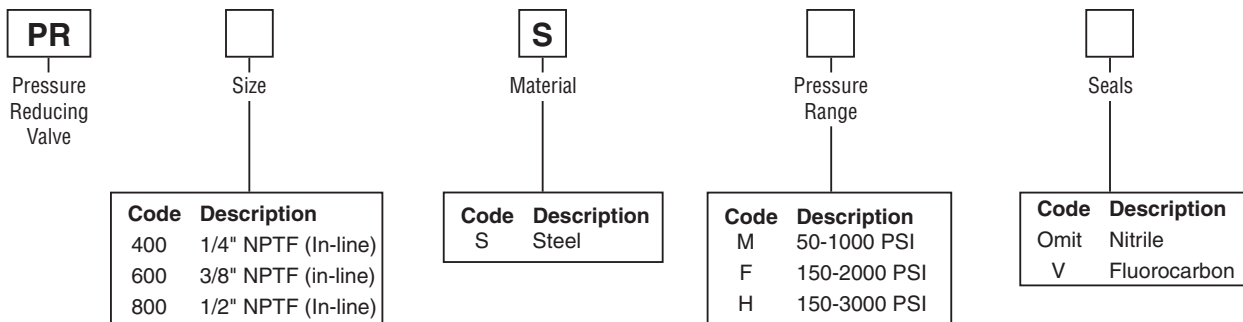 PR
S
Pressure
Reducing
Valve
Size
Material
Pressure
Range
Seals
Code Description
400 1/4" NPTF (In-line)
600 3/8" NPTF (in-line)
800 1/2" NPTF (In-line)
Code Description
S Steel
Code Description
M 50-1000 PSI
F 150-2000 PSI
H 150-3000 PSI
Code Description
Omit Nitrile
V Fluorocarbon